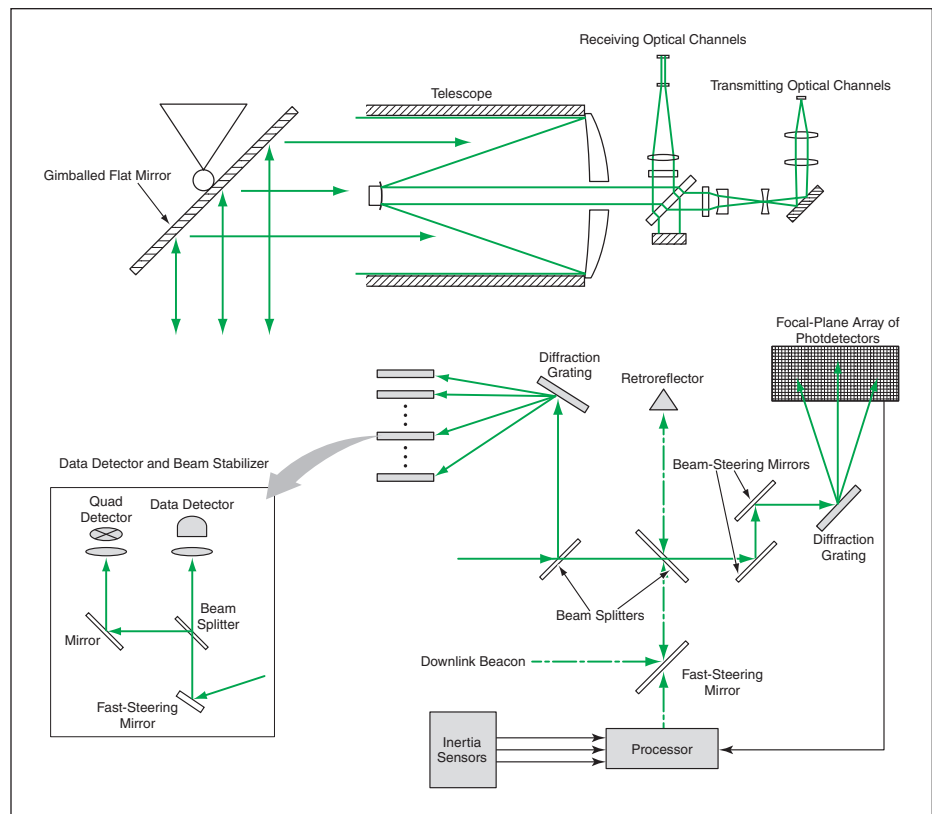 Receiving Optical Channels
Transmitting Optical Channels
Telescope
Gimballed Flat Mirror
Focal-Plane Array of
Photdetectors
Diffraction
Grating
Retroreflector
Data Detector and Beam Stabilizer
Beam-Steering Mirrors
Quad
Detector
Data Detector
Diffraction
Grating
Beam
Splitter
Beam Splitters
Mirror
Downlink Beacon
Fast-Steering
Mirror
Fast-Steering
Mirror
Inertia
Sensors
Processor